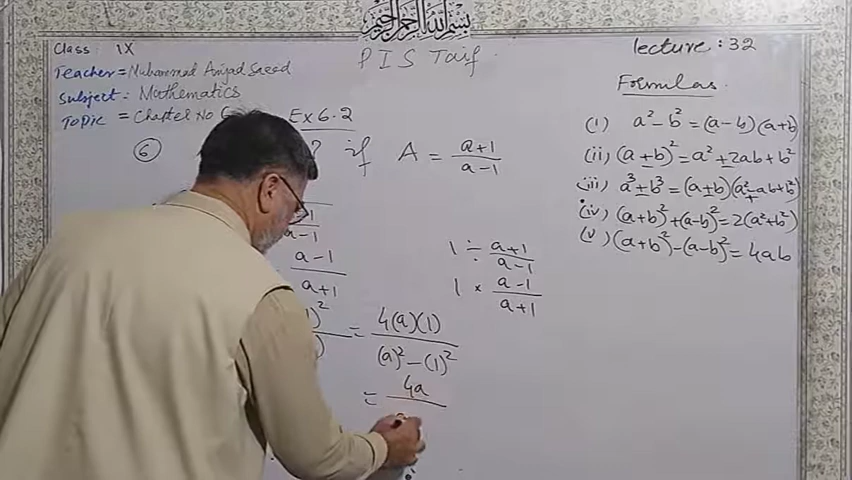 بسم الله الرحمن الرحيم
Class: IX
PIS Taif.
lecture: 32
Teacher = Muhammad Amjad Saeed
Subject: Mathematics
Topic = Chapter No 6
Ex 6.2
Formulas
(i) a² - b² = (a-b)(a+b)
(ii) (a±b)² = a² ± 2ab + b²
(iii) a³ ± b³ = (a±b)(a² ∓ ab + b²)
(iv) (a+b)² + (a-b)² = 2(a²+b²)
(v) (a+b)² - (a-b)² = 4ab
⑥ ? if A = a+1 / a-1
a-1
a-1 / a+1
1 ÷ a+1 / a-1
1 × a-1 / a+1
= 4(a)(1) / (a)² - (1)²
= 4a